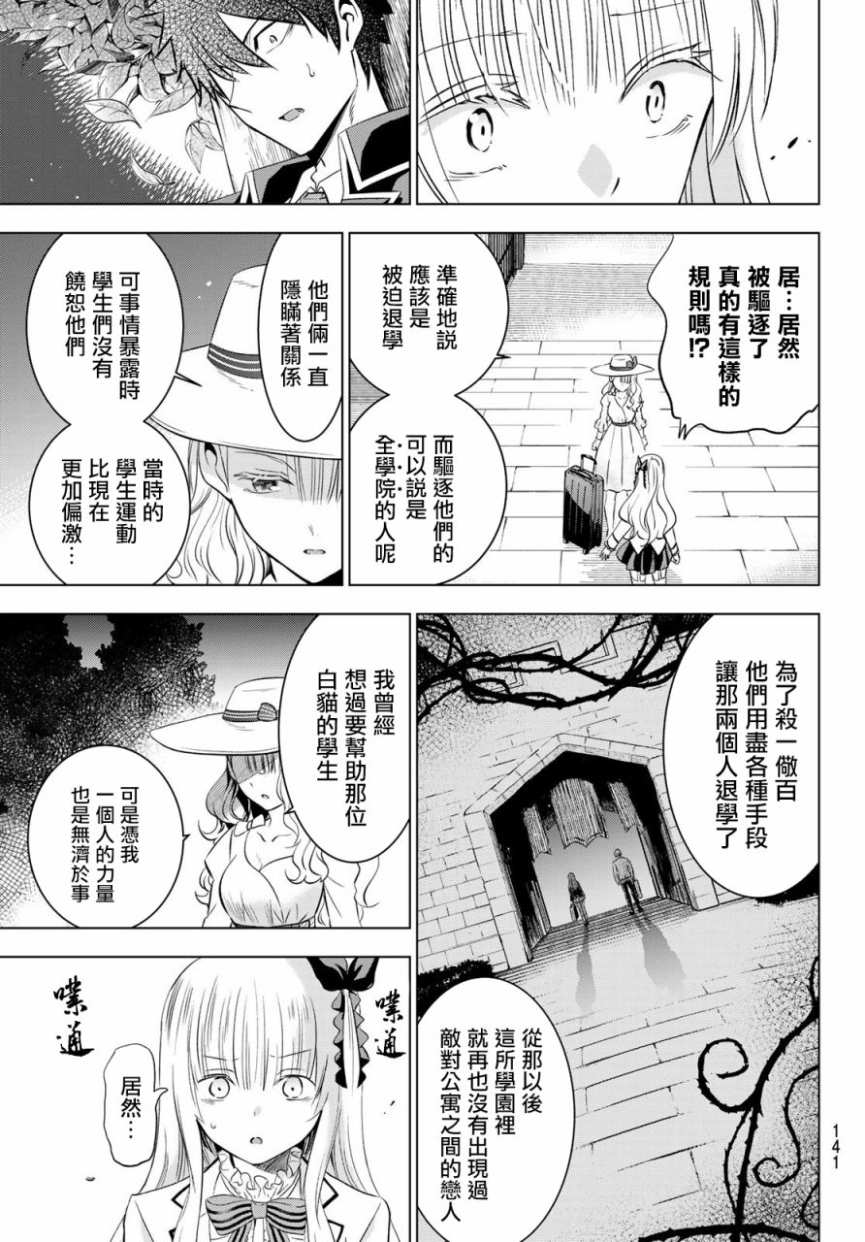 居…居然
被驅逐了
真的有這樣的
規則嗎!?
準確地說
應該是
被迫退學
而驅逐他們的
可以說是
全學院的人呢
他們倆一直
隱瞞著關係
可事情暴露時
學生們沒有
饒恕他們
當時的
學生運動
比現在
更加偏激…
為了殺一儆百
他們用盡各種手段
讓那兩個人退學了
從那以後
這所學園裡
就再也沒有出現過
敵對公寓之間的戀人
我曾經
想過要幫助那位
白貓的學生
可是憑我
一個人的力量
也是無濟於事
噗通
噗通
居然…
141